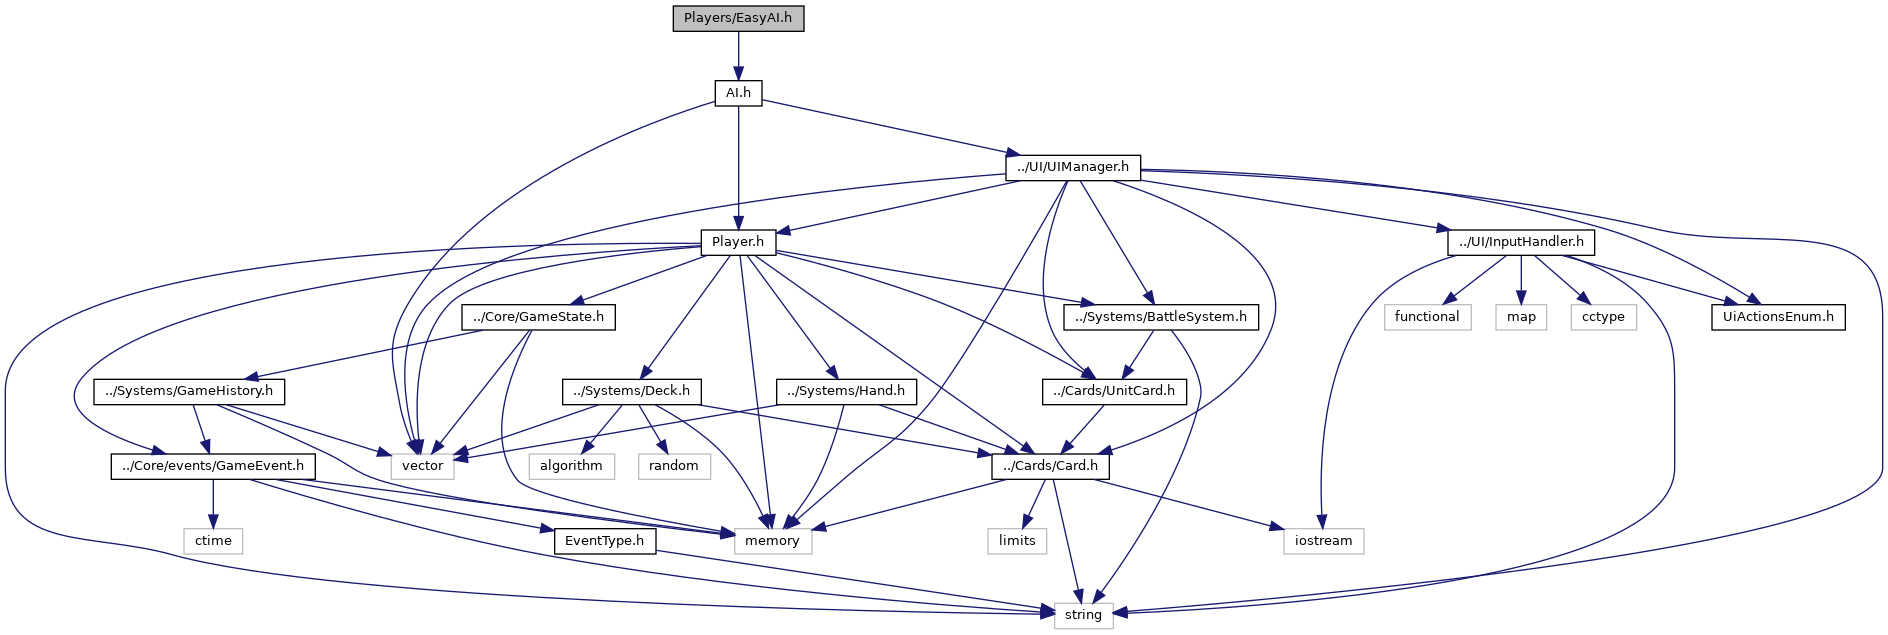 Players/EasyAI.h
AI.h
../UI/UIManager.h
Player.h
../UI/InputHandler.h
../Core/GameState.h
../Systems/BattleSystem.h
functional
map
cctype
UiActionsEnum.h
../Systems/GameHistory.h
../Systems/Deck.h
../Systems/Hand.h
../Cards/UnitCard.h
../Core/events/GameEvent.h
vector
algorithm
random
../Cards/Card.h
ctime
EventType.h
memory
limits
iostream
string